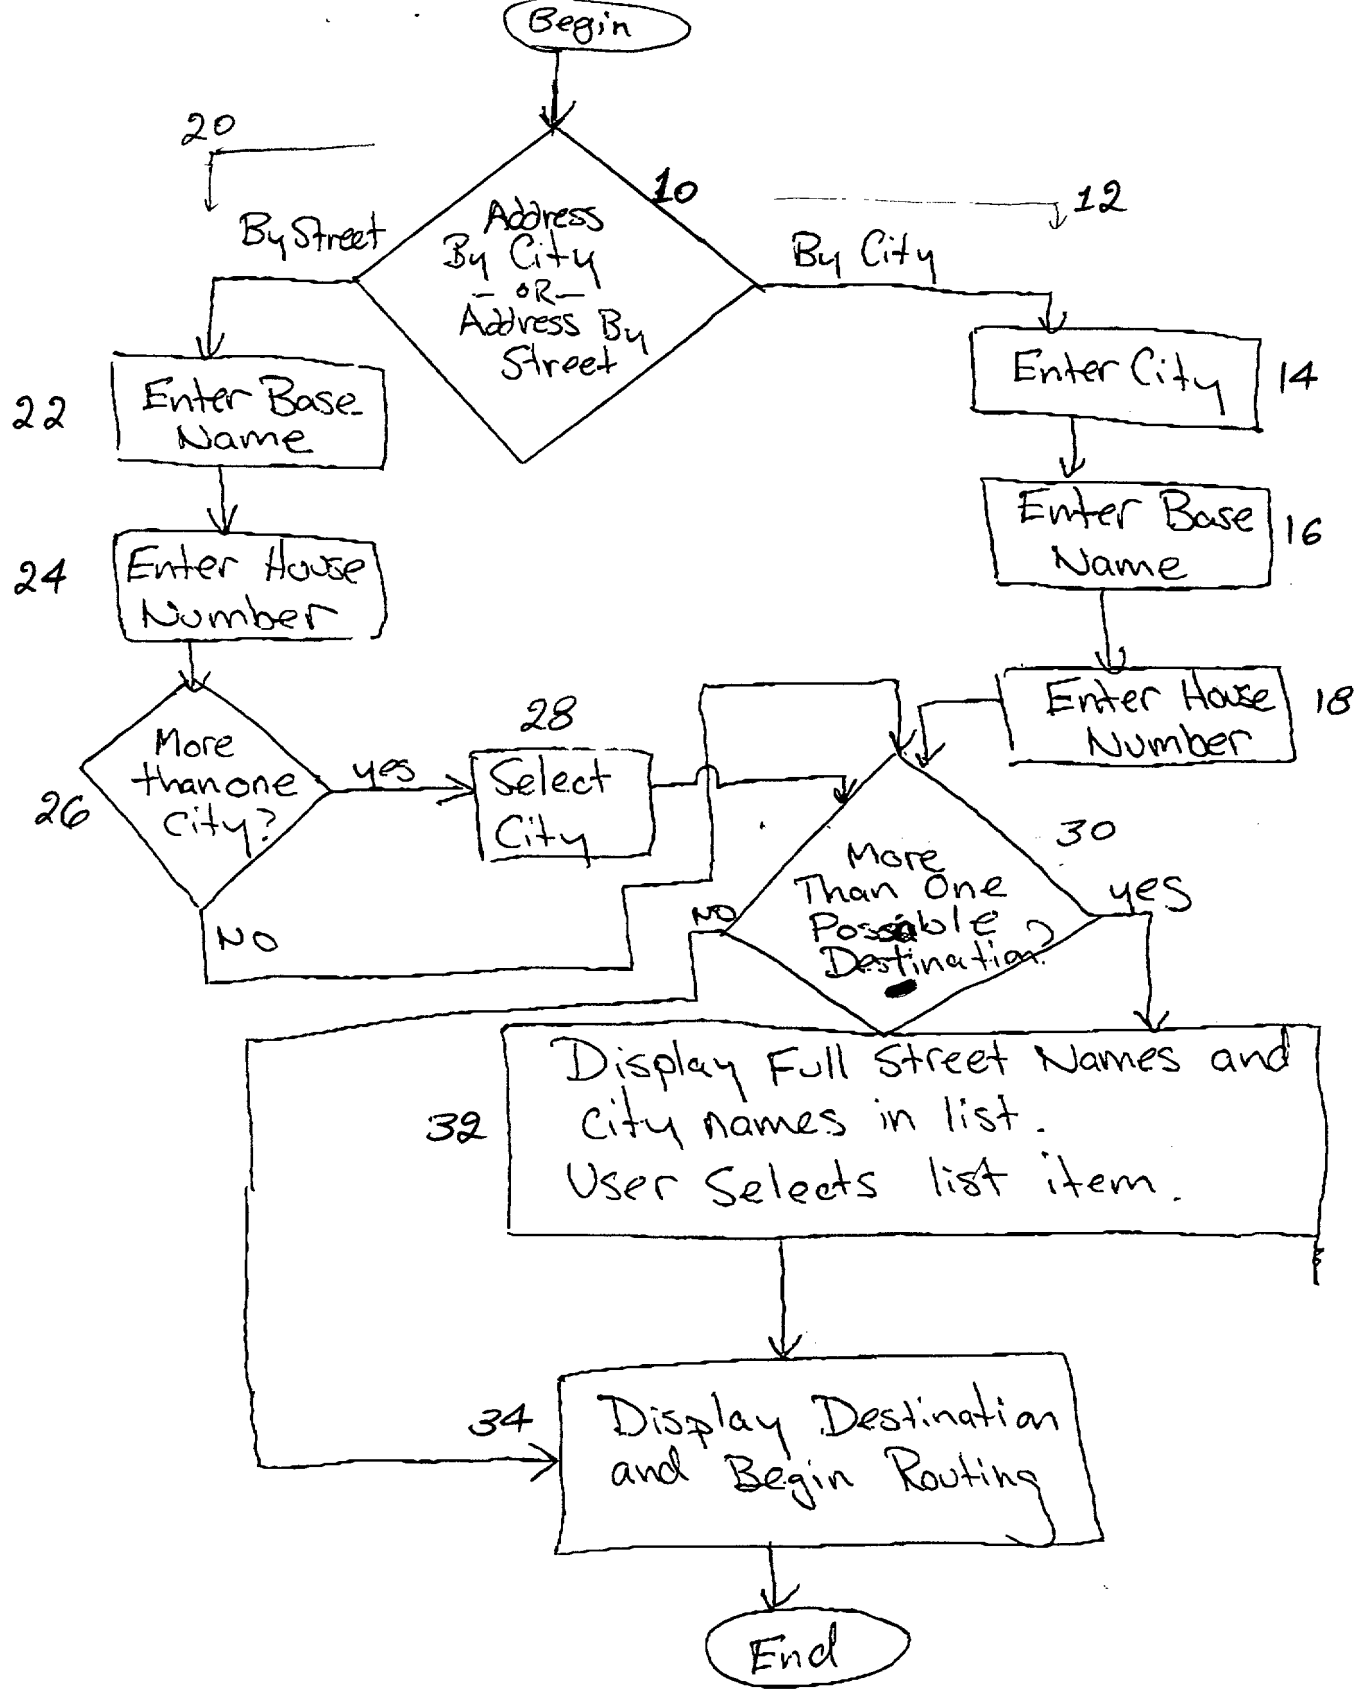 Begin
20
10
12
By Street
Address
By City
- OR -
Address By
Street
By City
Enter City
14
22
Enter Base
Name
Enter Base
Name
16
24
Enter House
Number
Enter House
Number
18
28
More
than one
City?
26
yes
Select
City
NO
30
More
Than One
Possible
Destination?
NO
yes
32
Display Full Street Names and
City names in list.
User Selects list item.
34
Display Destination
and Begin Routing
End